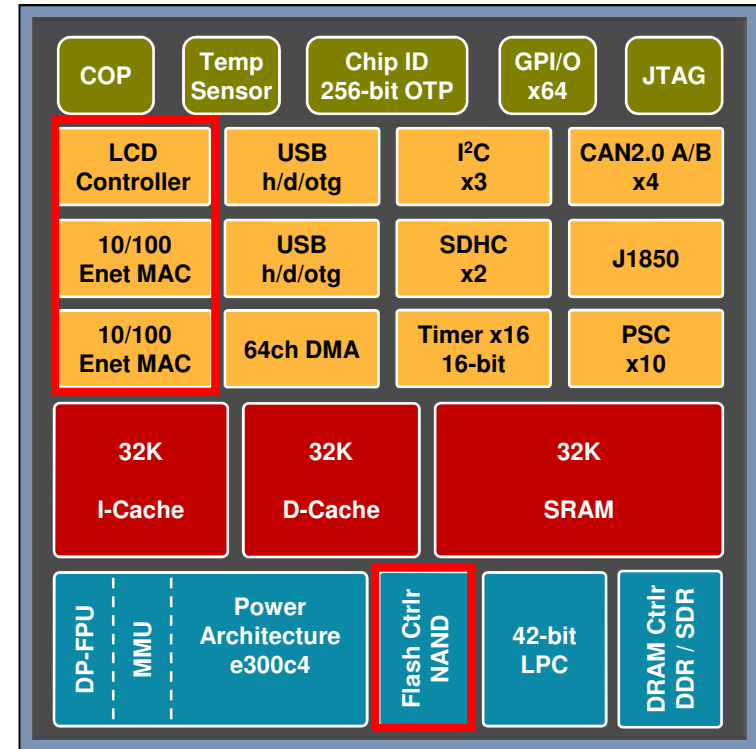 COP
Temp
Sensor
Chip ID
256-bit OTP
GPI/O
x64
JTAG
LCD
Controller
USB
h/d/otg
I²C
x3
CAN2.0 A/B
x4
10/100
Enet MAC
USB
h/d/otg
SDHC
x2
J1850
10/100
Enet MAC
64ch DMA
Timer x16
16-bit
PSC
x10
32K
I-Cache
32K
D-Cache
32K
SRAM
DP-FPU
MMU
Power
Architecture
e300c4
Flash Ctrlr
NAND
42-bit
LPC
DRAM Ctrlr
DDR / SDR